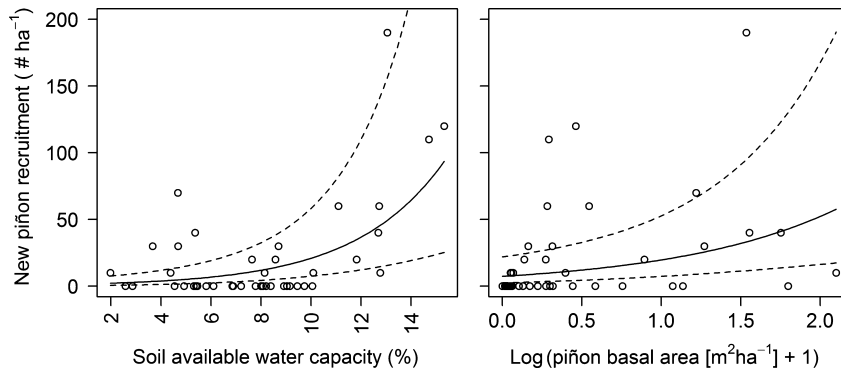 New piñon recruitment ( # ha⁻¹)
200
150
100
50
0
2 4 6 8 10 12 14
Soil available water capacity (%)
0.0 0.5 1.0 1.5 2.0
Log (piñon basal area [m²ha⁻¹] + 1)